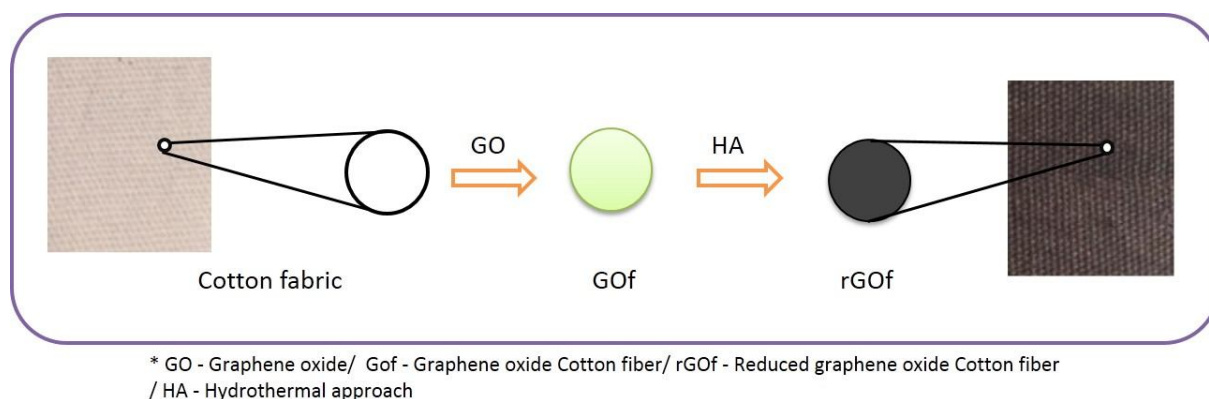 GO
HA
Cotton fabric
GOf
rGOf
* GO - Graphene oxide/ Gof - Graphene oxide Cotton fiber/ rGOf - Reduced graphene oxide Cotton fiber
/ HA - Hydrothermal approach